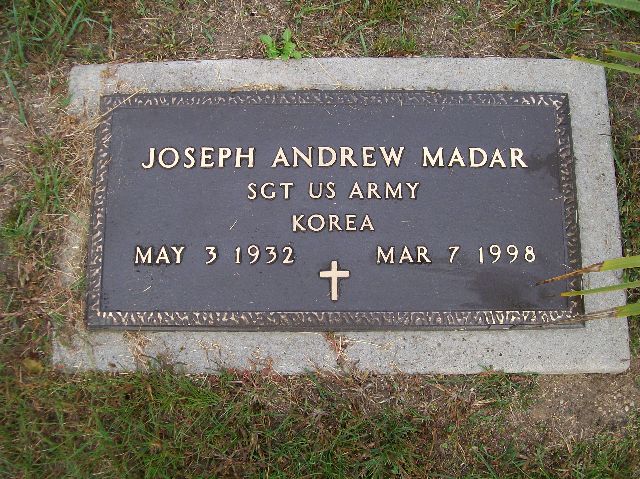 JOSEPH ANDREW MADAR
SGT US ARMY
KOREA
MAY 3 1932 MAR 7 1998